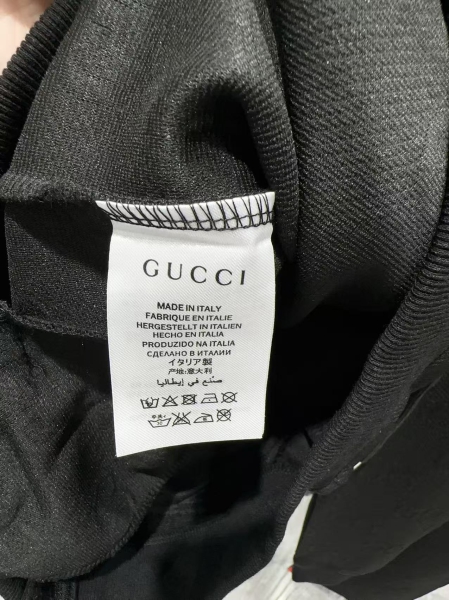 GUCCI
MADE IN ITALY
FABRIQUE EN ITALIE
HERGESTELLT IN ITALIEN
HECHO EN ITALIA
PRODUZIDO NA ITALIA
СДЕЛАНО В ИТАЛИИ
イタリア製
产地:意大利
صنع في إيطاليا